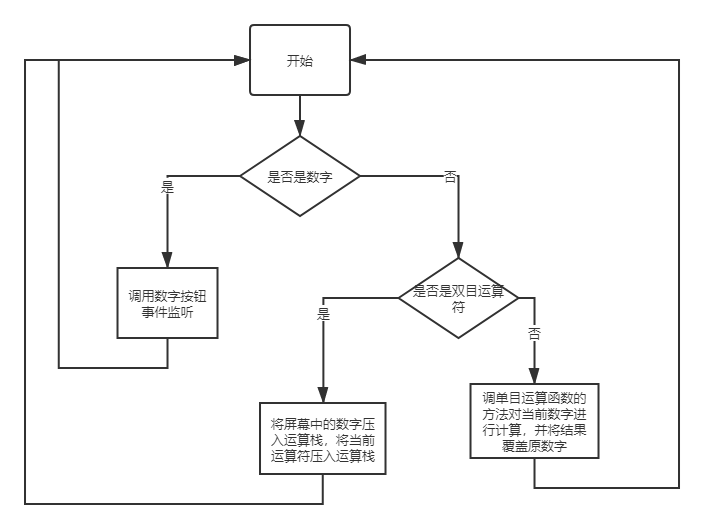 开始
是否是数字
是
否
调用数字按钮
事件监听
是否是双目运算
符
是
否
将屏幕中的数字压
入运算栈，将当前
运算符压入运算栈
调单目运算函数的
方法对当前数字进
行计算，并将结果
覆盖原数字